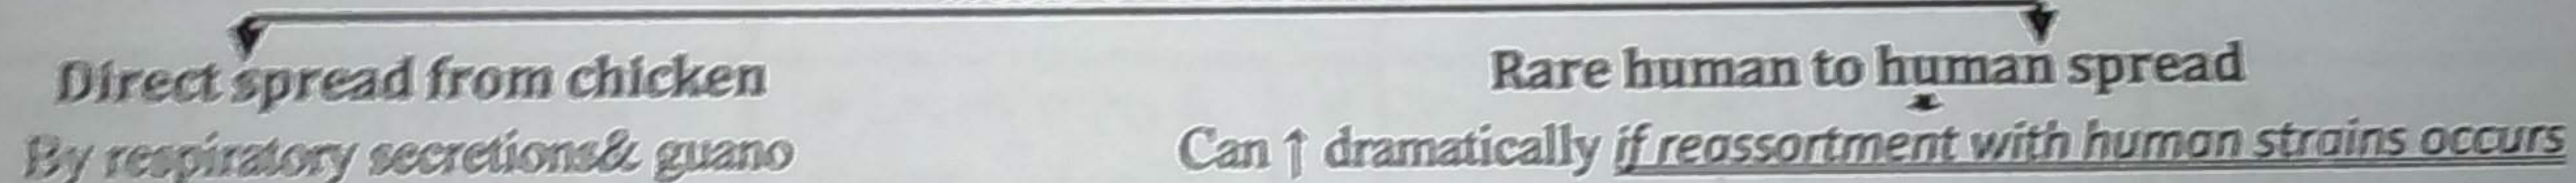 Direct spread from chicken
Rare human to human spread
By respiratory secretions& guano
Can ↑ dramatically if reassortment with human strains occurs